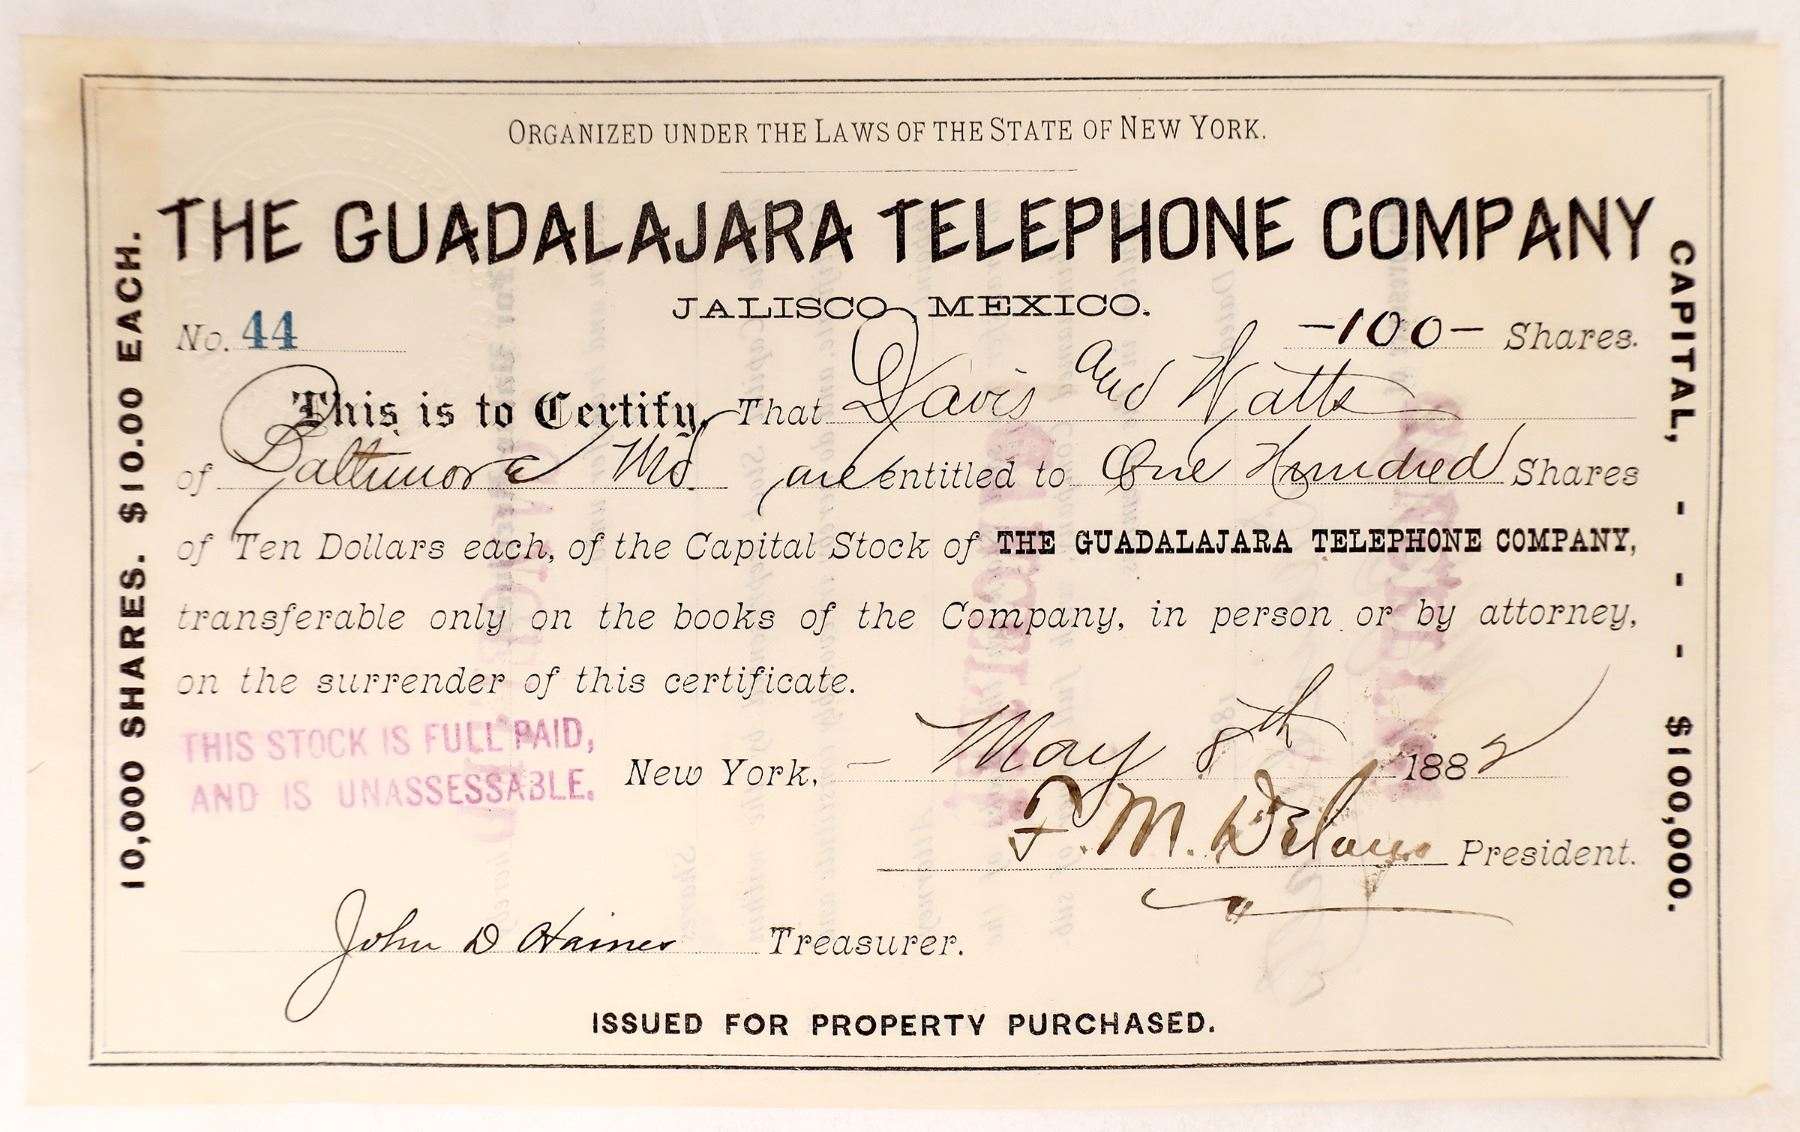 ORGANIZED UNDER THE LAWS OF THE STATE OF NEW YORK.
THE GUADALAJARA TELEPHONE COMPANY
JALISCO, MEXICO.
No. 44
-100- Shares.
This is to Certify, That Davis and Watts
of Baltimore Md. are entitled to One Hundred Shares
of Ten Dollars each, of the Capital Stock of THE GUADALAJARA TELEPHONE COMPANY,
transferable only on the books of the Company, in person or by attorney,
on the surrender of this certificate.
THIS STOCK IS FULL PAID,
AND IS UNASSESSABLE.
New York, May 8th 1882
F. M. Delano President.
John D Haines Treasurer.
ISSUED FOR PROPERTY PURCHASED.
10,000 SHARES. $10.00 EACH.
CAPITAL, - - - $100,000.